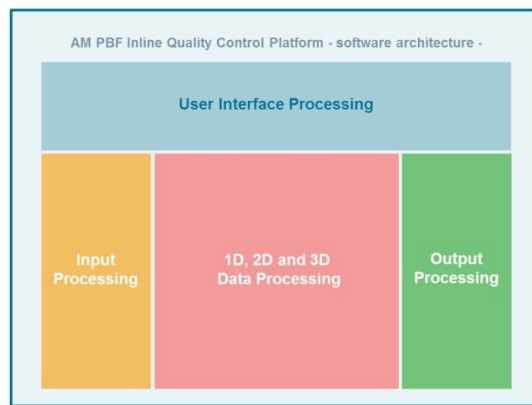 AM PBF Inline Quality Control Platform - software architecture -
User Interface Processing
Input
Processing
1D, 2D and 3D
Data Processing
Output
Processing